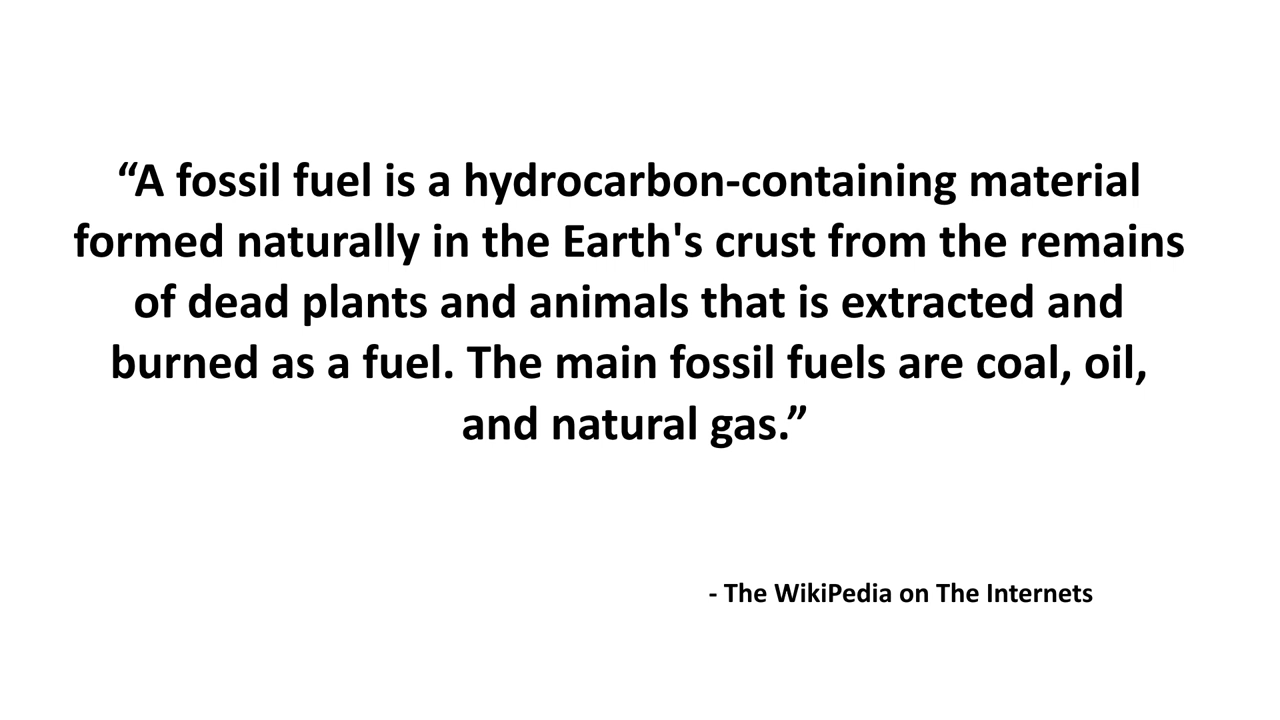 “A fossil fuel is a hydrocarbon-containing material
formed naturally in the Earth's crust from the remains
of dead plants and animals that is extracted and
burned as a fuel. The main fossil fuels are coal, oil,
and natural gas.”
- The WikiPedia on The Internets